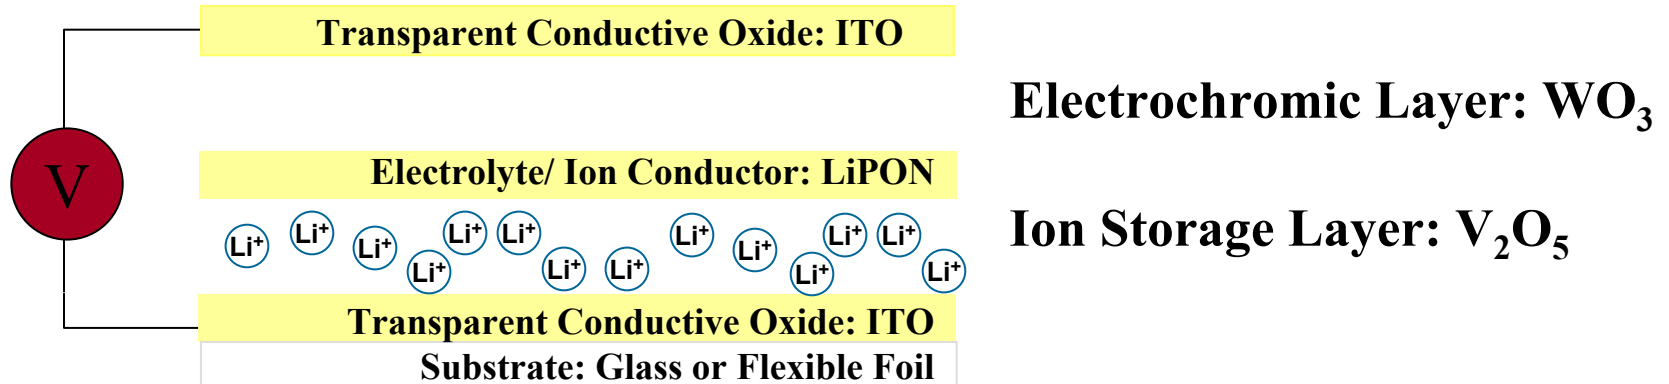 Transparent Conductive Oxide: ITO
Electrochromic Layer: WO₃
V
Electrolyte/ Ion Conductor: LiPON
Li⁺ Li⁺ Li⁺ Li⁺ Li⁺ Li⁺ Li⁺ Li⁺ Li⁺ Li⁺ Li⁺ Li⁺ Li⁺ Li⁺
Ion Storage Layer: V₂O₅
Transparent Conductive Oxide: ITO
Substrate: Glass or Flexible Foil